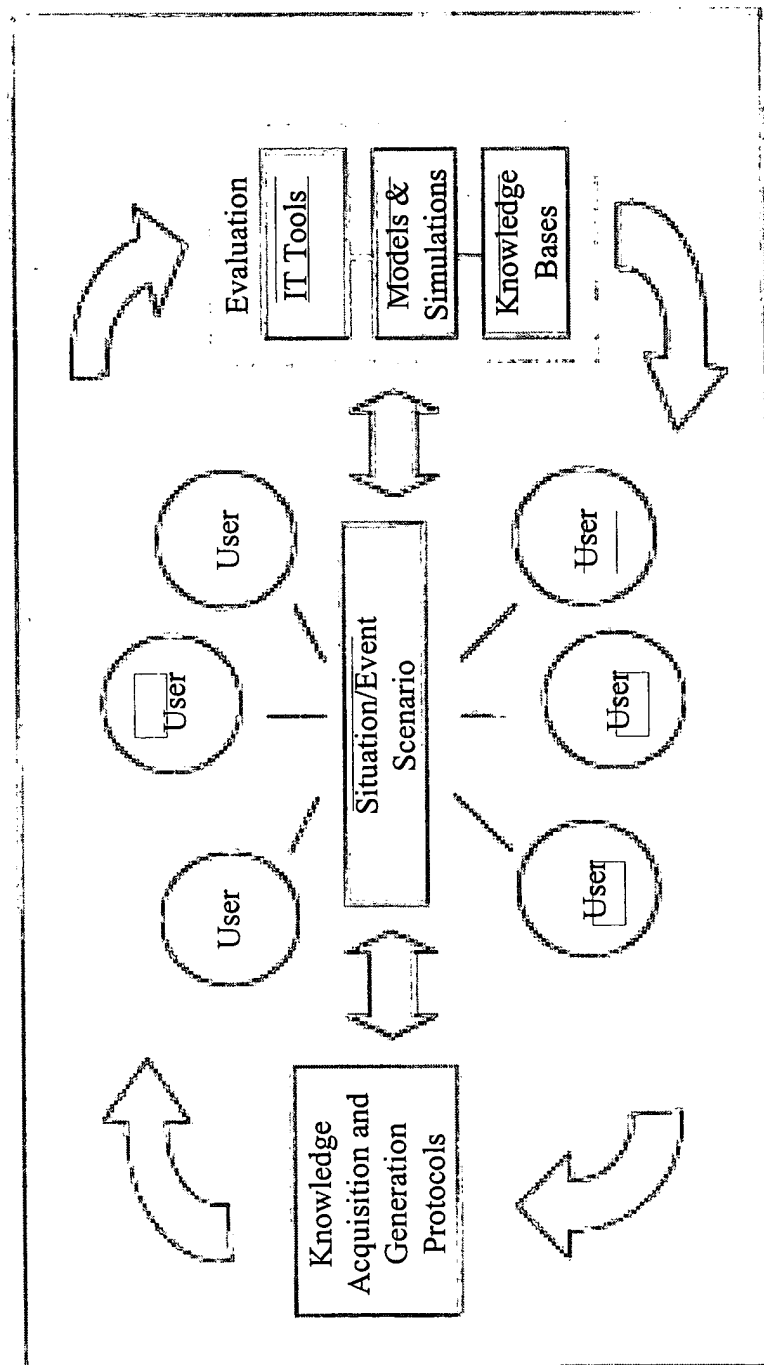 Knowledge
Acquisition and
Generation
Protocols
User
User
User
Situation/Event
Scenario
User
User
User
Evaluation
IT Tools
Models &
Simulations
Knowledge
Bases